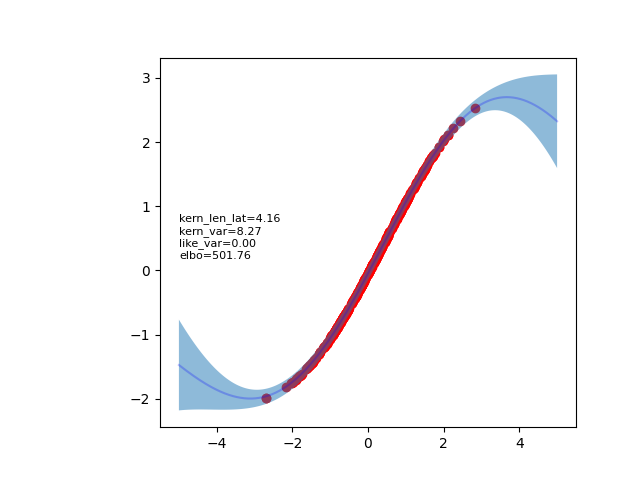 3
2
1
0
−1
−2
kern_len_lat=4.16
kern_var=8.27
like_var=0.00
elbo=501.76
−4 −2 0 2 4